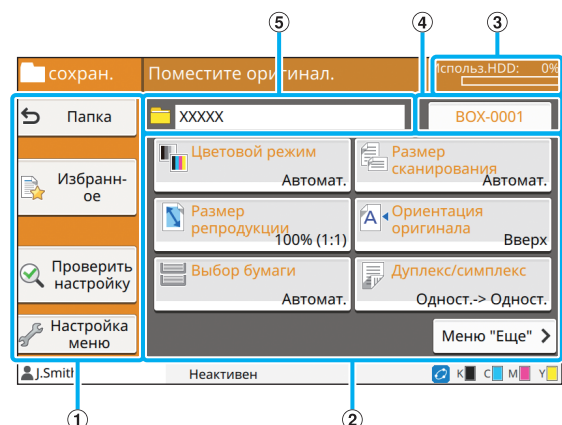 5
4
3
сохран.
Поместите оригинал.
Использ.HDD: 0%
Папка
XXXXX
BOX-0001
Избранн-
ое
Цветовой режим
Автомат.
Размер
сканирования
Автомат.
Размер
репродукции
100% (1:1)
Ориентация
оригинала
Вверх
Проверить
настройку
Выбор бумаги
Автомат.
Дуплекс/симплекс
Одност.-> Одност.
Настройка
меню
Меню "Еще"
J.Smith
Неактивен
K C M Y
1
2